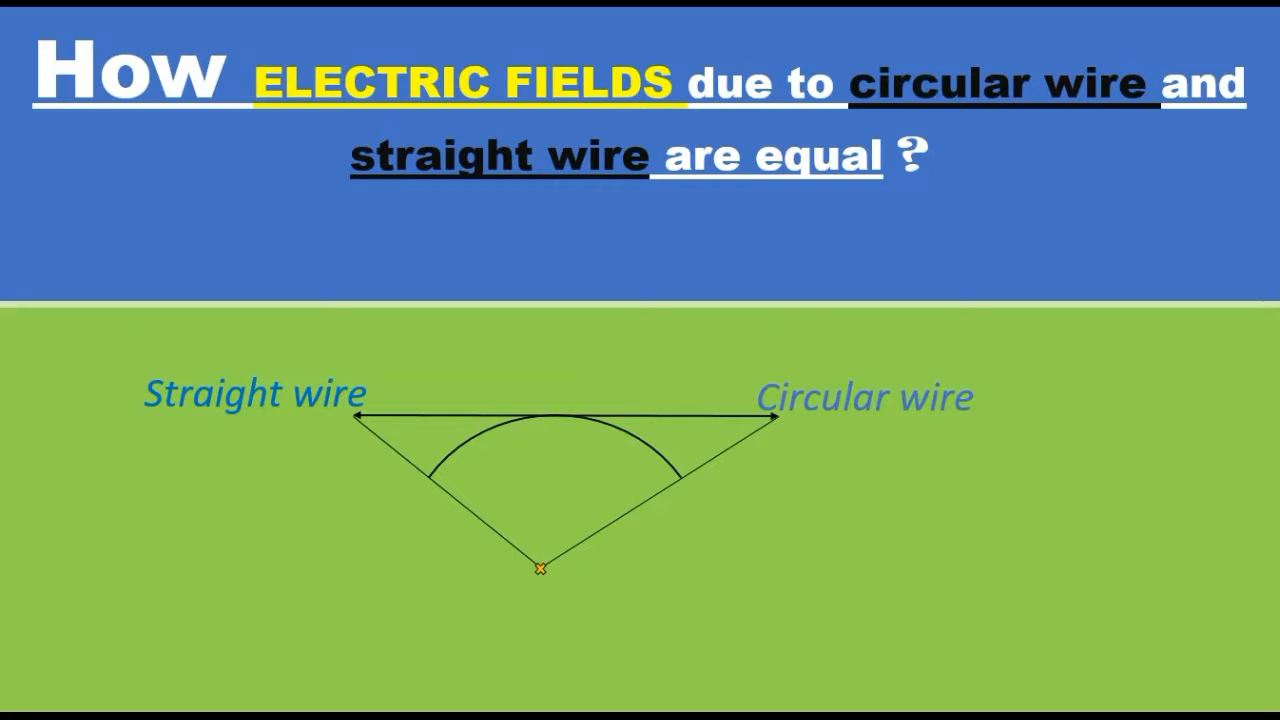 How ELECTRIC FIELDS due to circular wire and
straight wire are equal ?
Straight wire
Circular wire